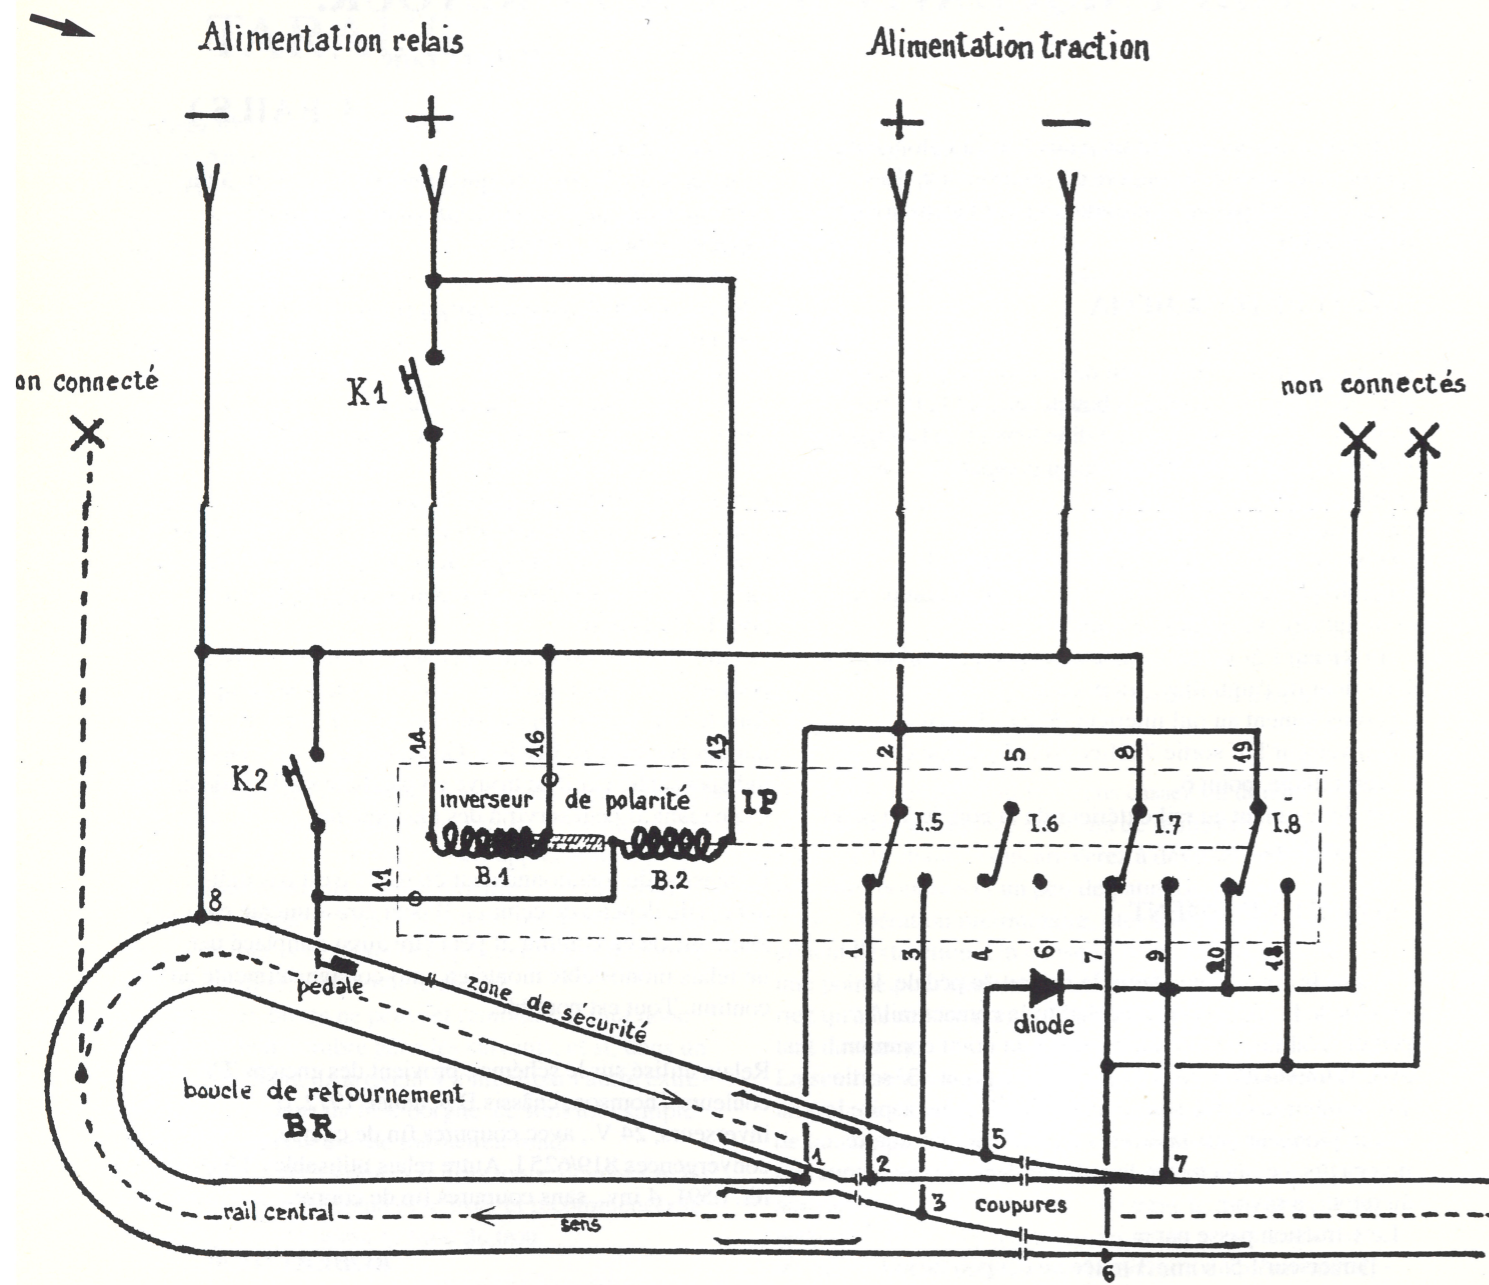 Alimentation relais
Alimentation traction
− +
+ −
on connecté
K1
non connectés
14
16
13
2
5
8
19
K2
inverseur de polarité IP
I.5
I.6
I.7
I.8
B.1
B.2
11
8
1
3
4
6
7
9
20
18
pédale
zone de sécurité
diode
boucle de retournement
BR
1
2
5
7
rail central
sens
3
coupures
6